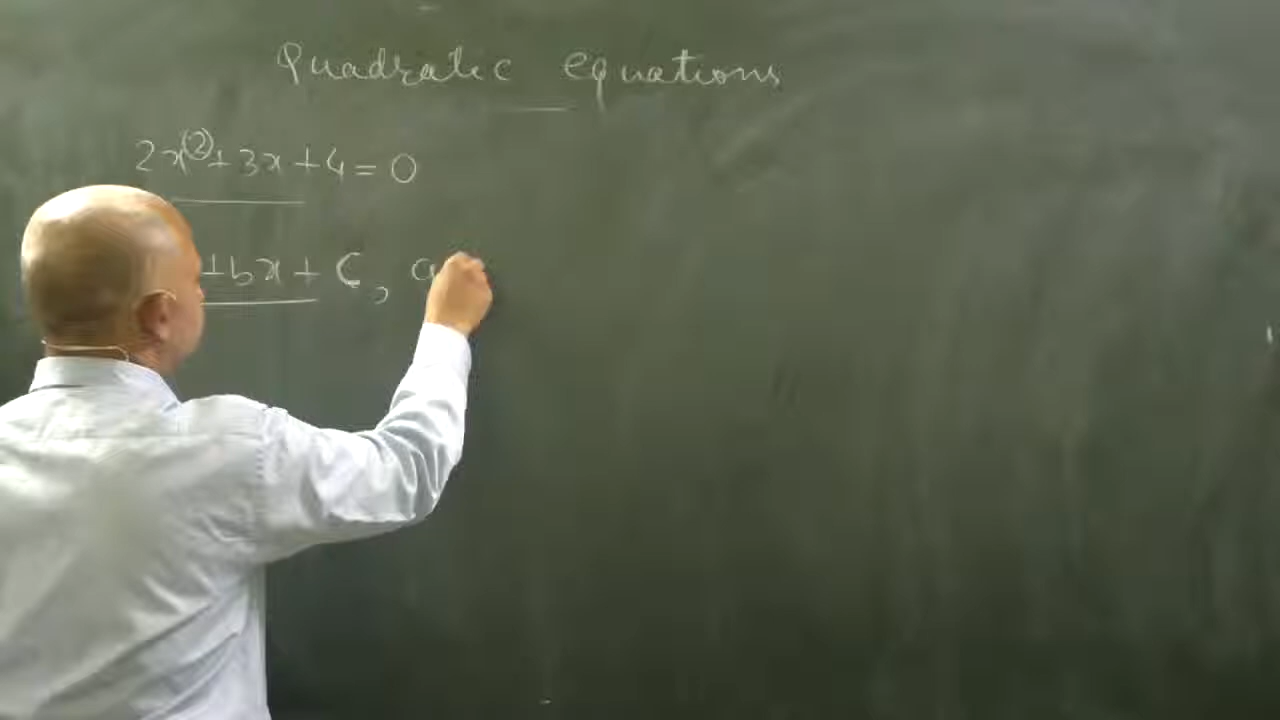 Quadratic equations
2x²+3x+4=0
+bx+c, a